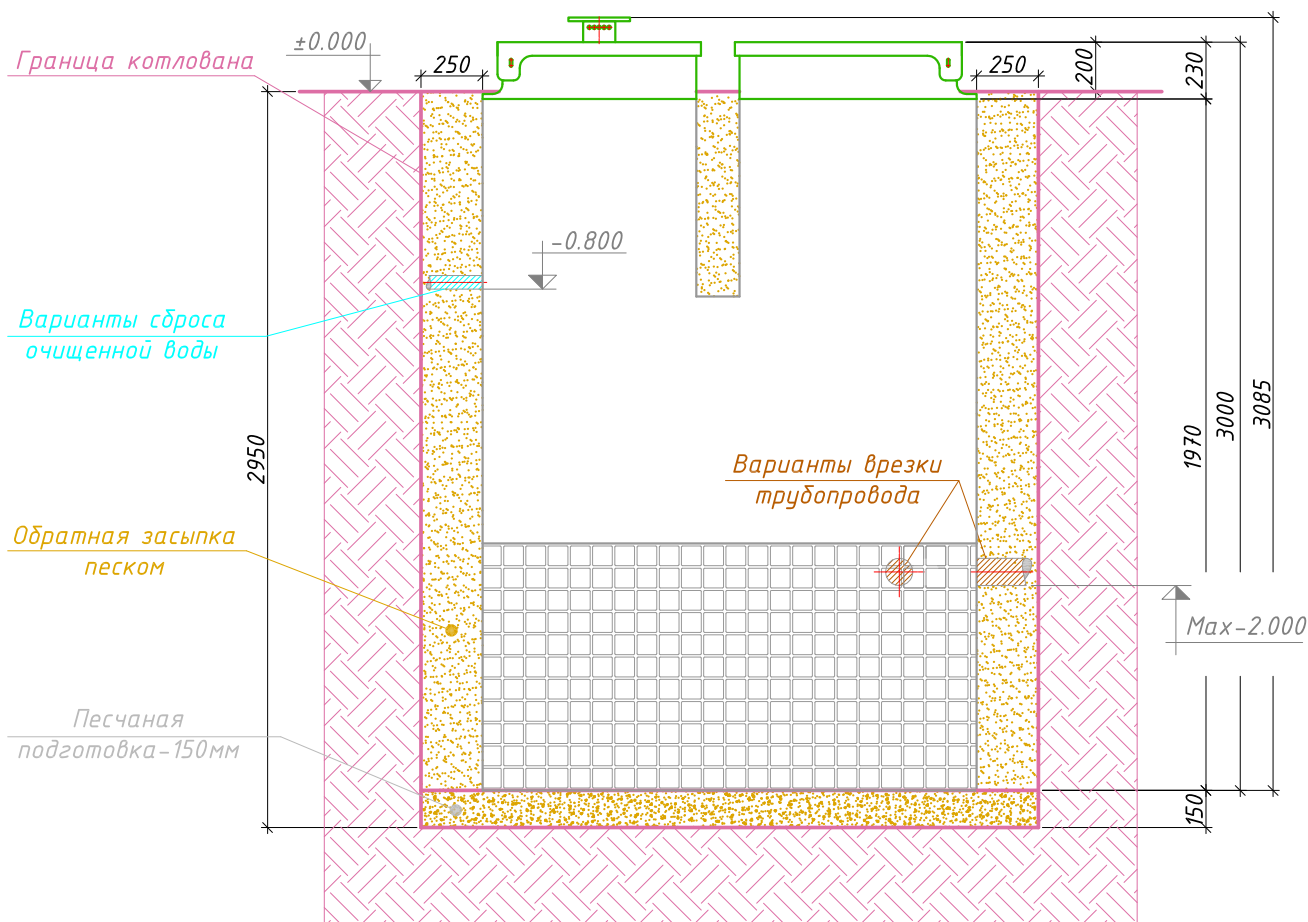 Граница котлована
±0.000
250
250
200
230
-0.800
Варианты сброса
очищенной воды
2950
1970
3000
3085
Варианты врезки
трубопровода
Обратная засыпка
песком
Max-2.000
Песчаная
подготовка-150мм
150